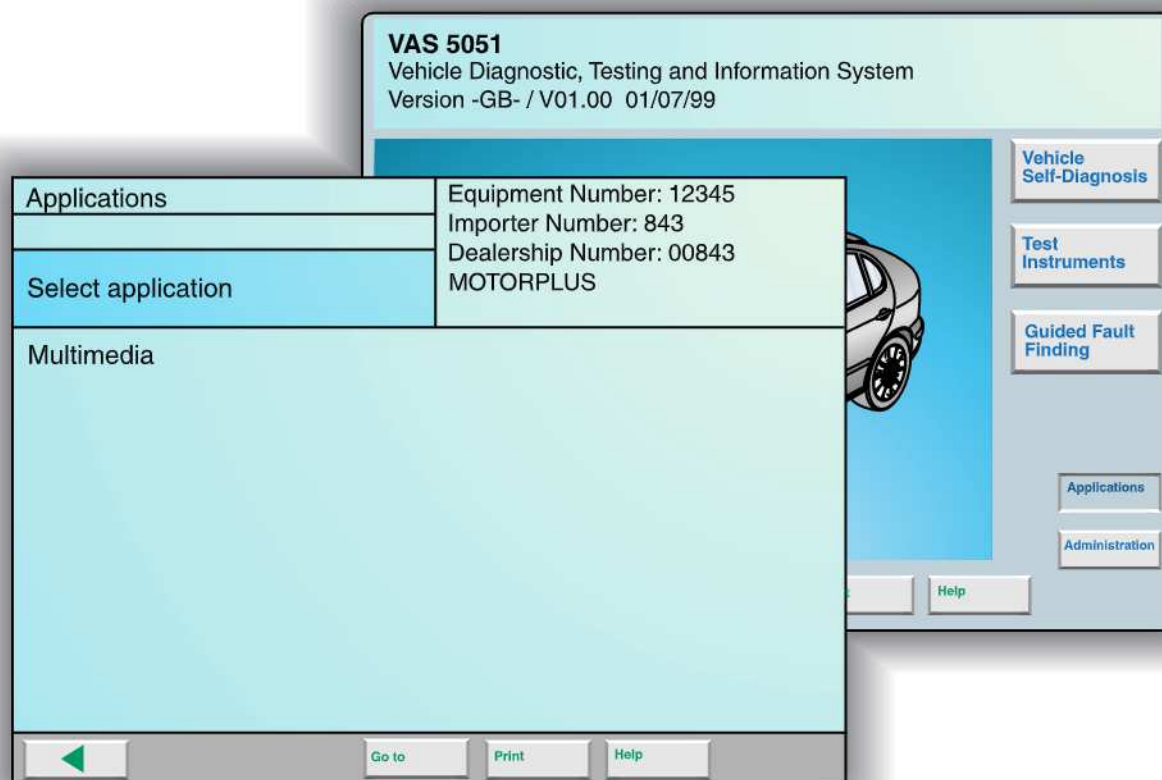 VAS 5051
Vehicle Diagnostic, Testing and Information System
Version -GB- / V01.00 01/07/99
Vehicle
Self-Diagnosis
Test
Instruments
Guided Fault
Finding
Applications
Administration
Help
Applications
Select application
Equipment Number: 12345
Importer Number: 843
Dealership Number: 00843
MOTORPLUS
Multimedia
Go to
Print
Help